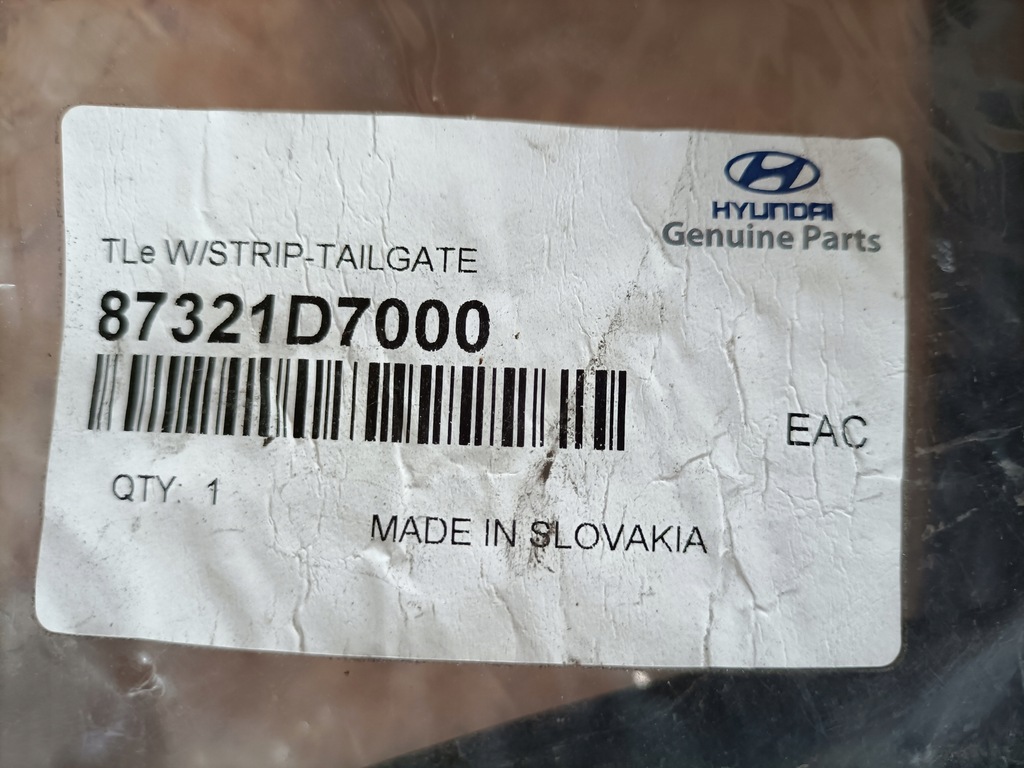 HYUNDAI
Genuine Parts
TLe W/STRIP-TAILGATE
87321D7000
EAC
QTY: 1
MADE IN SLOVAKIA